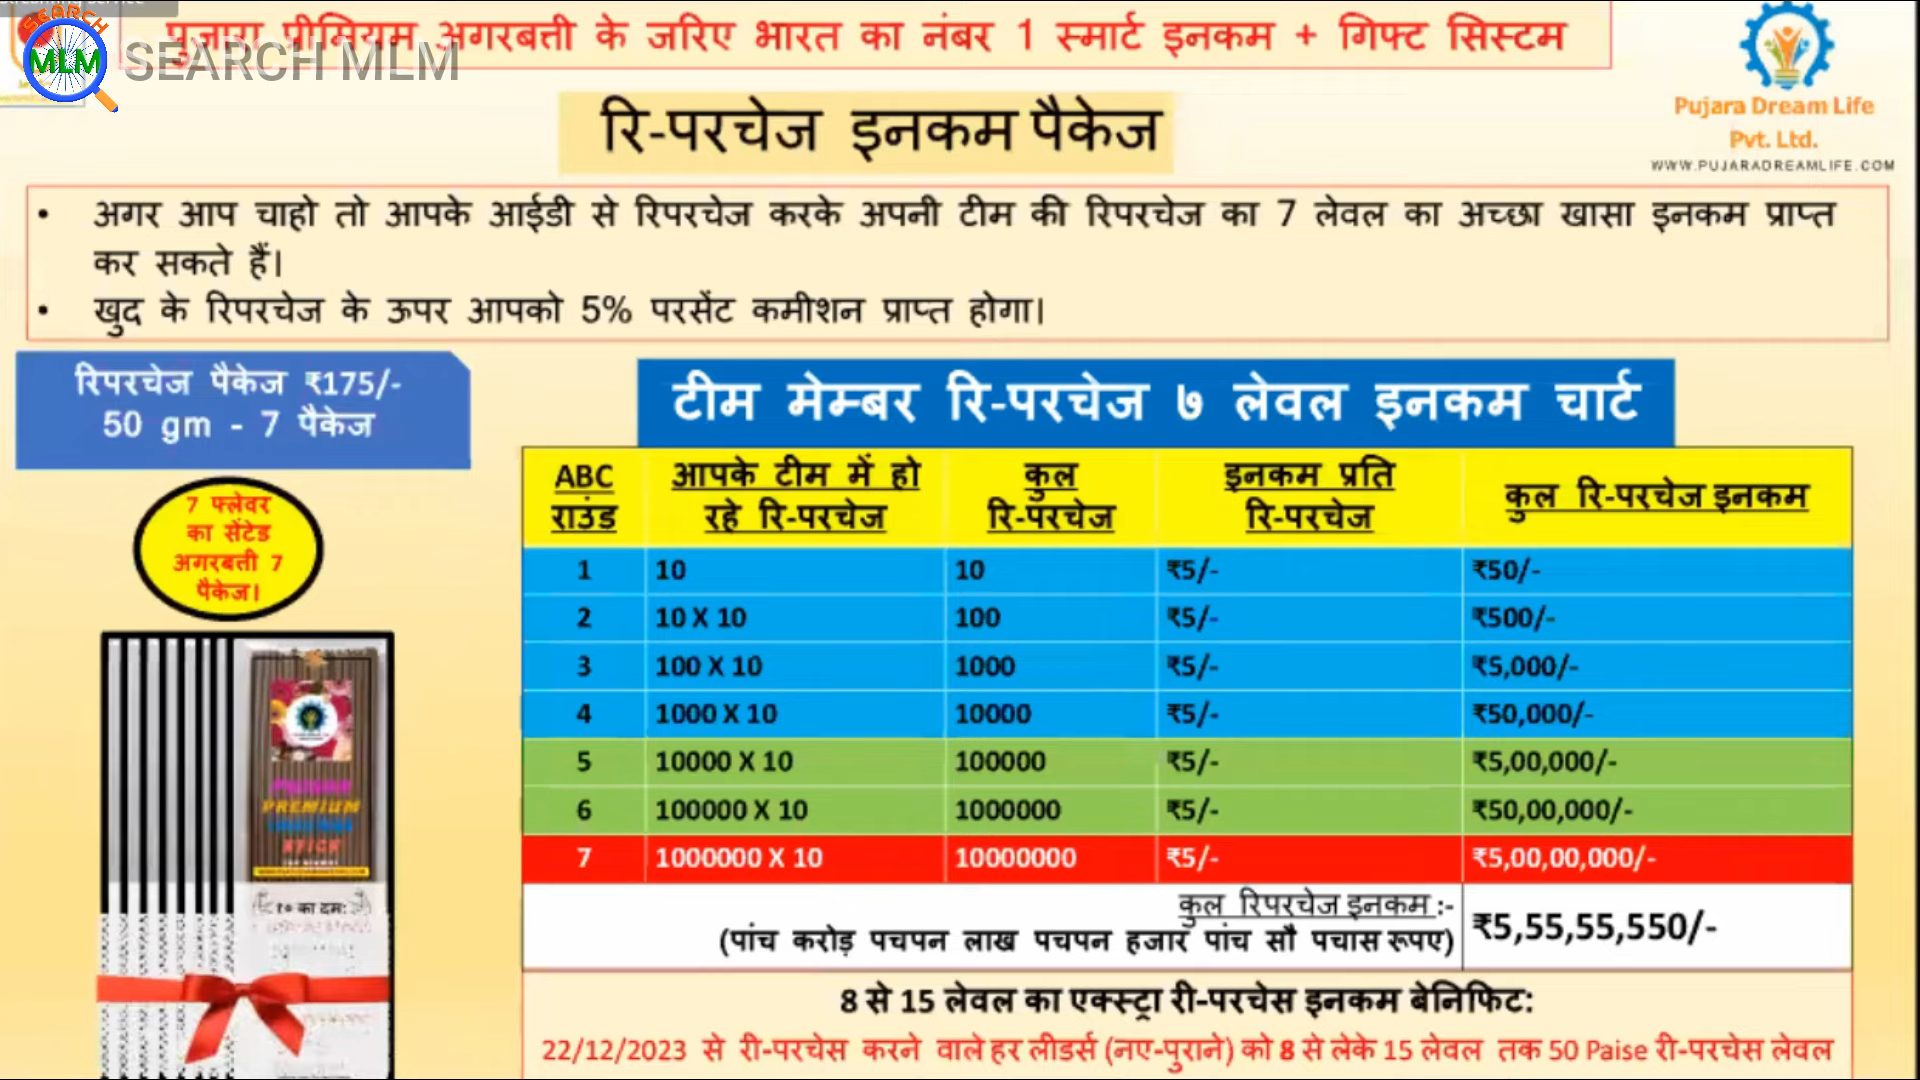 SEARCH
MLM
SEARCH MLM
पुजारा प्रीमियम अगरबत्ती के जरिए भारत का नंबर 1 स्मार्ट इनकम + गिफ्ट सिस्टम
Pujara Dream Life
Pvt. Ltd.
WWW.PUJARADREAMLIFE.COM
रि-परचेज इनकम पैकेज
• अगर आप चाहो तो आपके आईडी से रिपरचेज करके अपनी टीम की रिपरचेज का 7 लेवल का अच्छा खासा इनकम प्राप्त
कर सकते हैं।
• खुद के रिपरचेज के ऊपर आपको 5% परसेंट कमीशन प्राप्त होगा।
रिपरचेज पैकेज ₹175/-
50 gm - 7 पैकेज
7 फ्लेवर
का सेंटेड
अगरबती 7
पैकेज।
PREMIUM
STICK
१० का दम:
टीम मेम्बर रि-परचेज ७ लेवल इनकम चार्ट
ABC राउंड | आपके टीम में हो रहे रि-परचेज | कुल रि-परचेज | इनकम प्रति रि-परचेज | कुल रि-परचेज इनकम
1 10 10 ₹5/- ₹50/-
2 10 X 10 100 ₹5/- ₹500/-
3 100 X 10 1000 ₹5/- ₹5,000/-
4 1000 X 10 10000 ₹5/- ₹50,000/-
5 10000 X 10 100000 ₹5/- ₹5,00,000/-
6 100000 X 10 1000000 ₹5/- ₹50,00,000/-
7 1000000 X 10 10000000 ₹5/- ₹5,00,00,000/-
कुल रिपरचेज इनकम :-
(पांच करोड़ पचपन लाख पचपन हजार पांच सौ पचास रूपए) ₹5,55,55,550/-
8 से 15 लेवल का एक्स्ट्रा री-परचेस इनकम बेनिफिट:
22/12/2023 से री-परचेस करने वाले हर लीडर्स (नए-पुराने) को 8 से लेके 15 लेवल तक 50 Paise री-परचेस लेवल